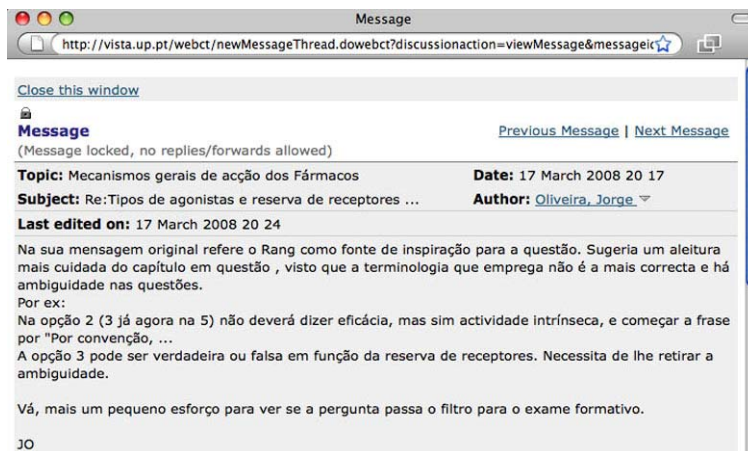 Message
http://vista.up.pt/webct/newMessageThread.dowebct?discussionaction=viewMessage&messageic
Close this window
Message
Previous Message | Next Message
(Message locked, no replies/forwards allowed)
Topic: Mecanismos gerais de acção dos Fármacos
Date: 17 March 2008 20 17
Subject: Re:Tipos de agonistas e reserva de receptores ...
Author: Oliveira, Jorge
Last edited on: 17 March 2008 20 24
Na sua mensagem original refere o Rang como fonte de inspiração para a questão. Sugeria um aleitura
mais cuidada do capítulo em questão , visto que a terminologia que emprega não é a mais correcta e há
ambiguidade nas questões.
Por ex:
Na opção 2 (3 já agora na 5) não deverá dizer eficácia, mas sim actividade intrínseca, e começar a frase
por "Por convenção, ...
A opção 3 pode ser verdadeira ou falsa em função da reserva de receptores. Necessita de lhe retirar a
ambiguidade.
Vá, mais um pequeno esforço para ver se a pergunta passa o filtro para o exame formativo.
JO